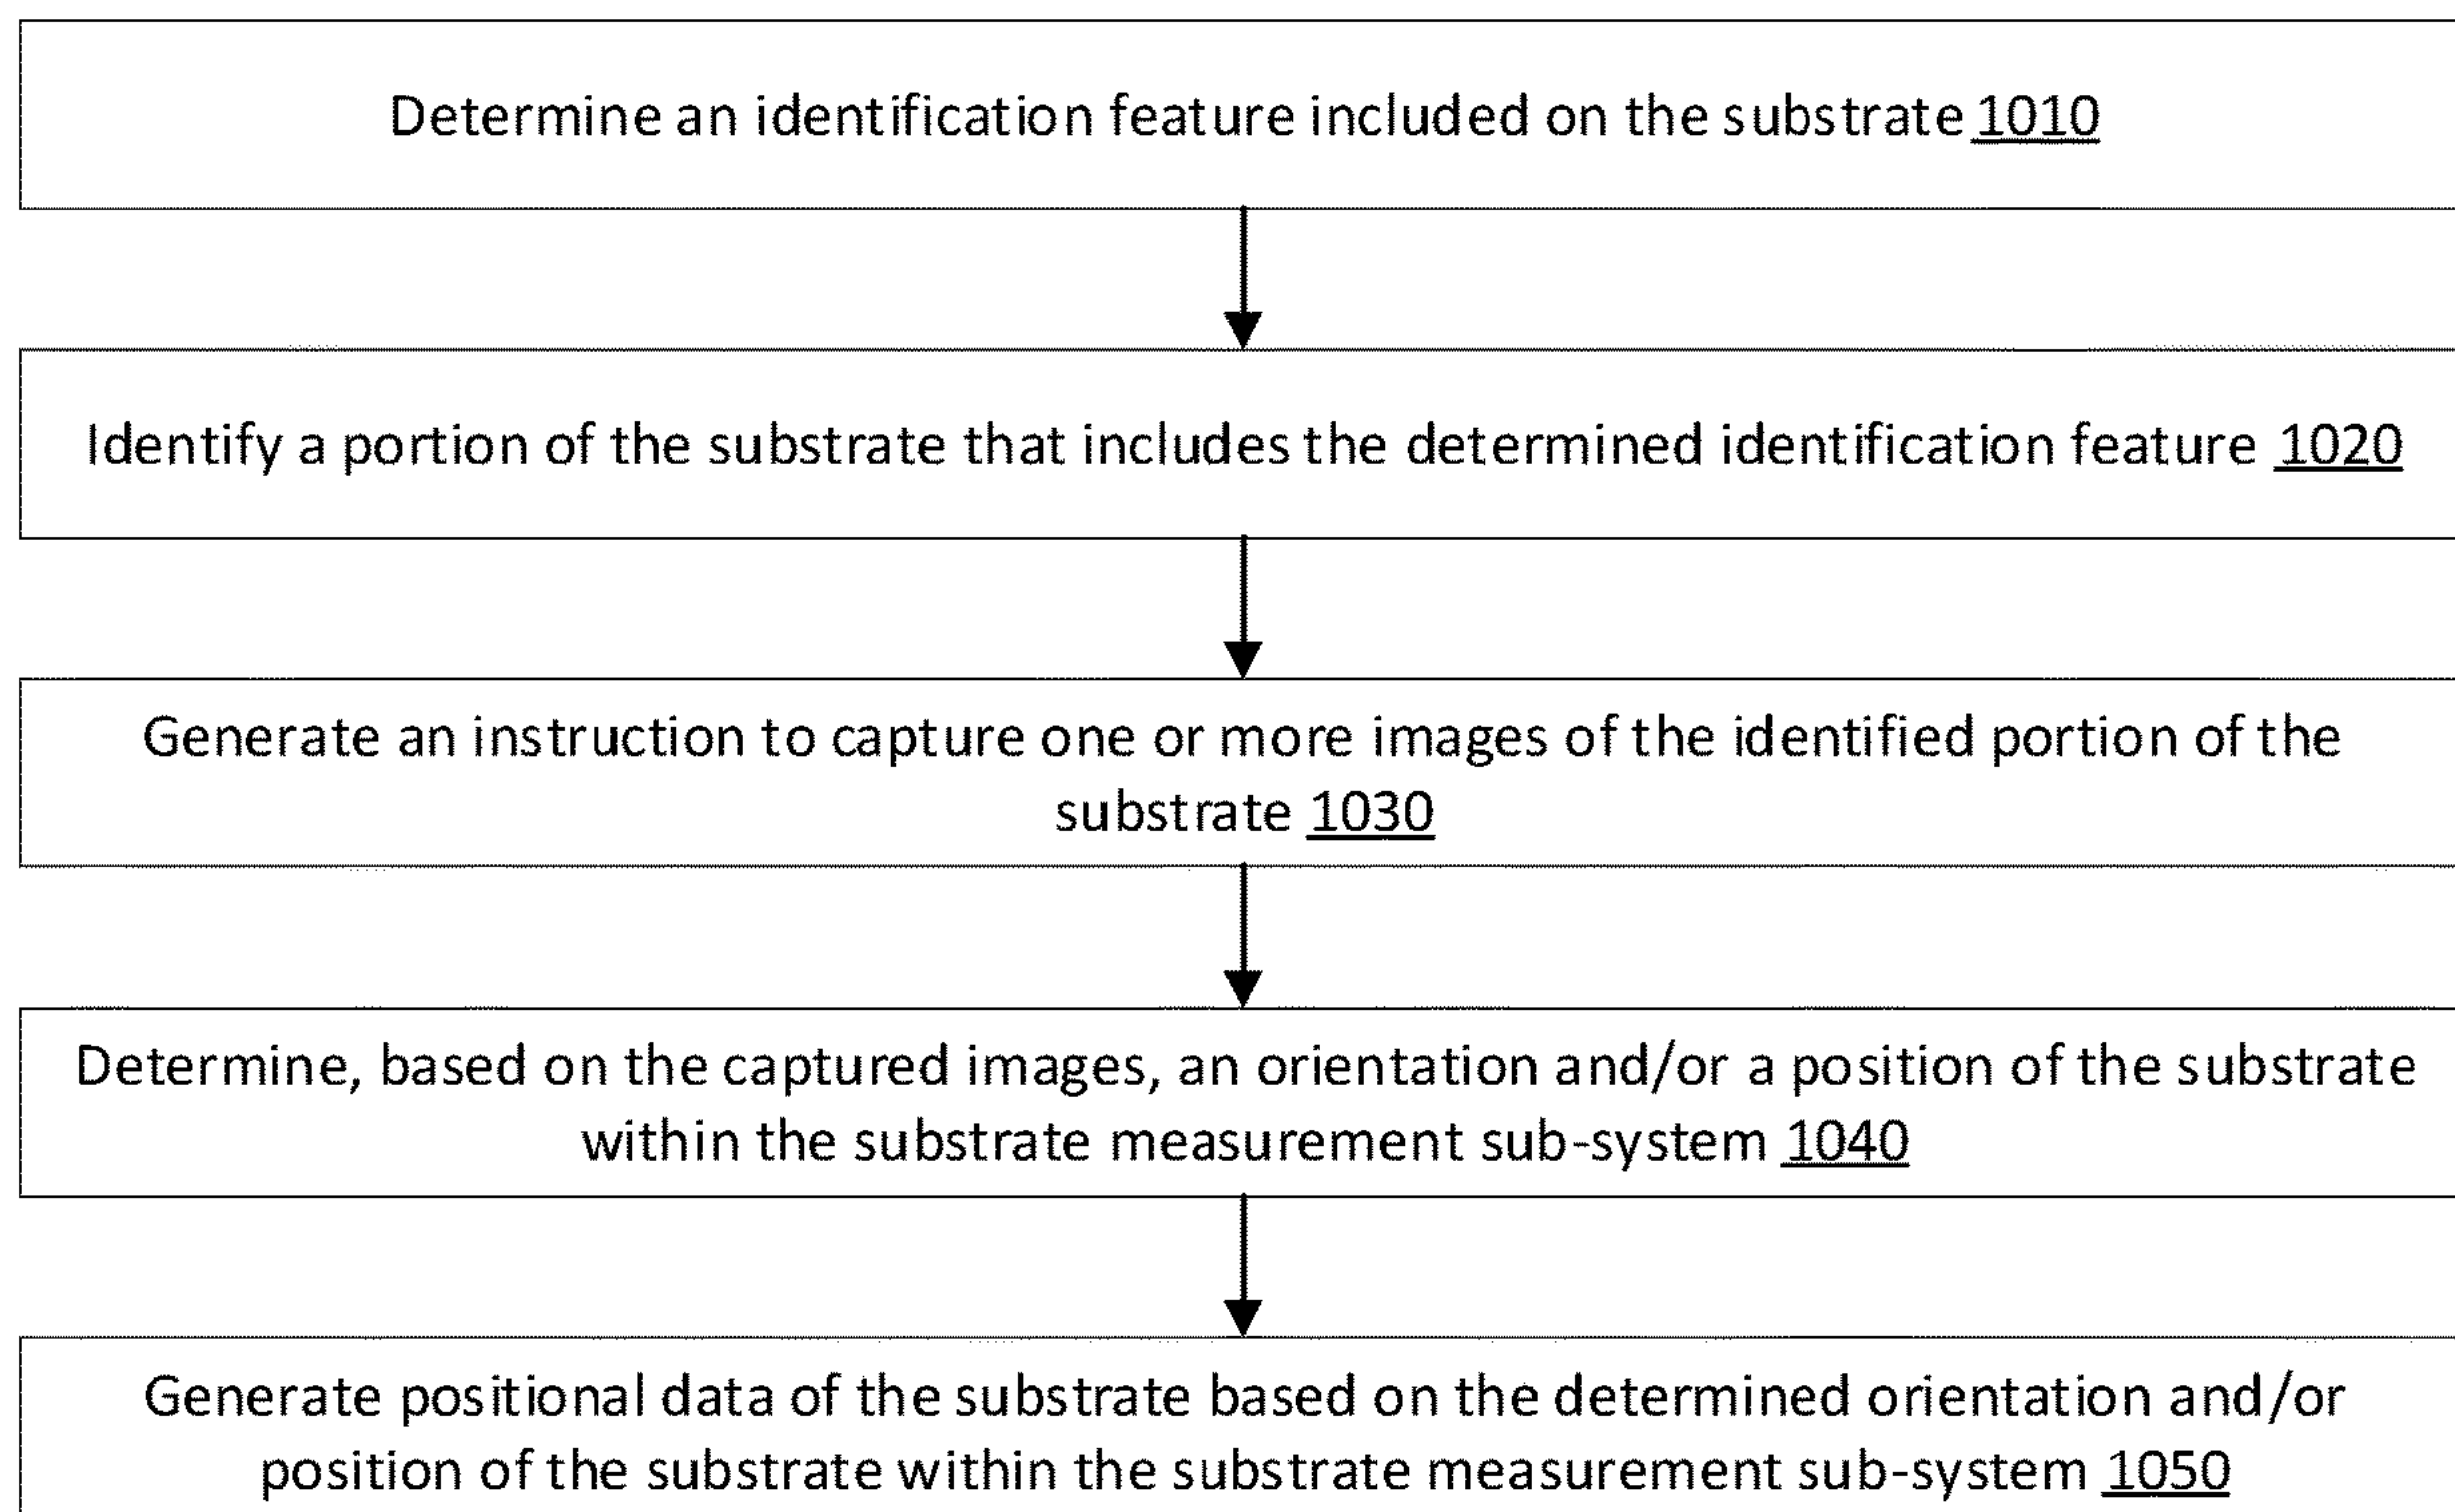 Determine an identification feature included on the substrate 1010
Identify a portion of the substrate that includes the determined identification feature 1020
Generate an instruction to capture one or more images of the identified portion of the
substrate 1030
Determine, based on the captured images, an orientation and/or a position of the substrate
within the substrate measurement sub-system 1040
Generate positional data of the substrate based on the determined orientation and/or
position of the substrate within the substrate measurement sub-system 1050